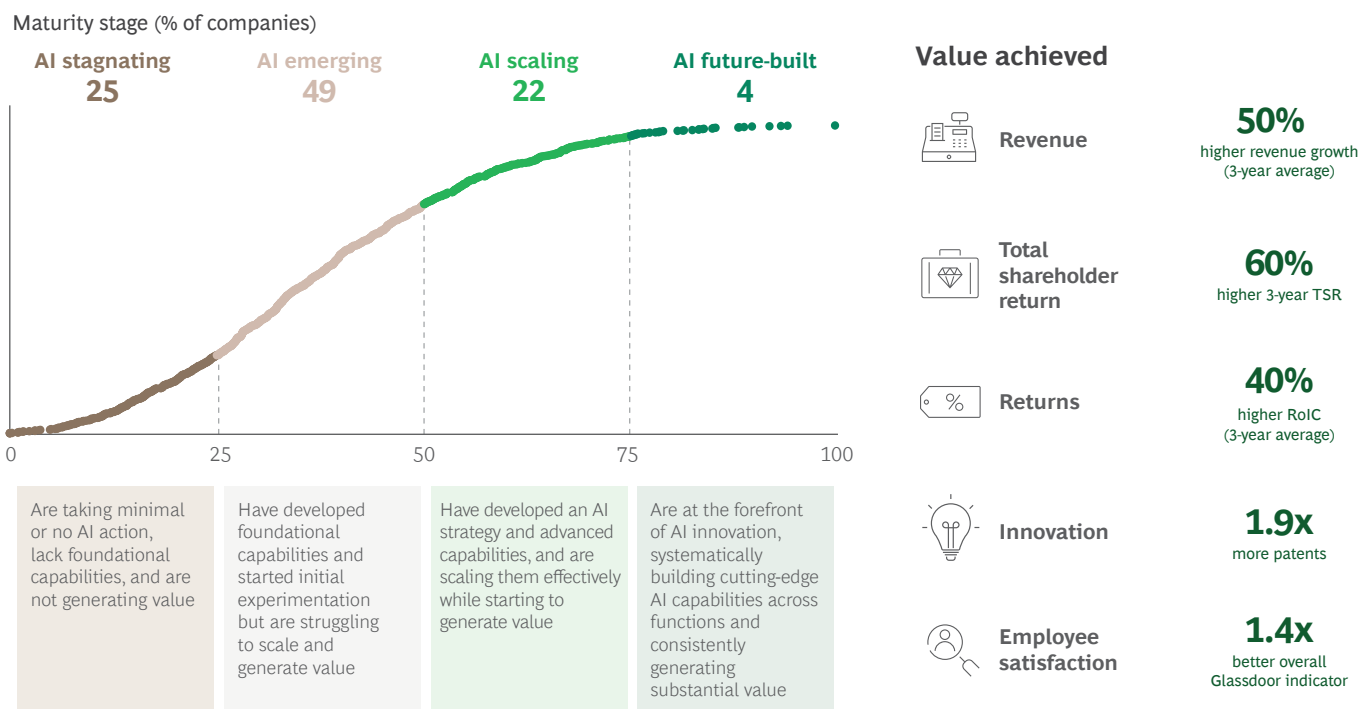 Maturity stage (% of companies)
AI stagnating
25
AI emerging
49
AI scaling
22
AI future-built
4
0
25
50
75
100
Are taking minimal
or no AI action,
lack foundational
capabilities, and are
not generating value
Have developed
foundational
capabilities and
started initial
experimentation
but are struggling
to scale and
generate value
Have developed an AI
strategy and advanced
capabilities, and are
scaling them effectively
while starting to
generate value
Are at the forefront
of AI innovation,
systematically
building cutting-edge
AI capabilities across
functions and
consistently
generating
substantial value
Value achieved
Revenue
50%
higher revenue growth
(3-year average)
Total
shareholder
return
60%
higher 3-year TSR
%
Returns
40%
higher RoIC
(3-year average)
Innovation
1.9x
more patents
Employee
satisfaction
1.4x
better overall
Glassdoor indicator